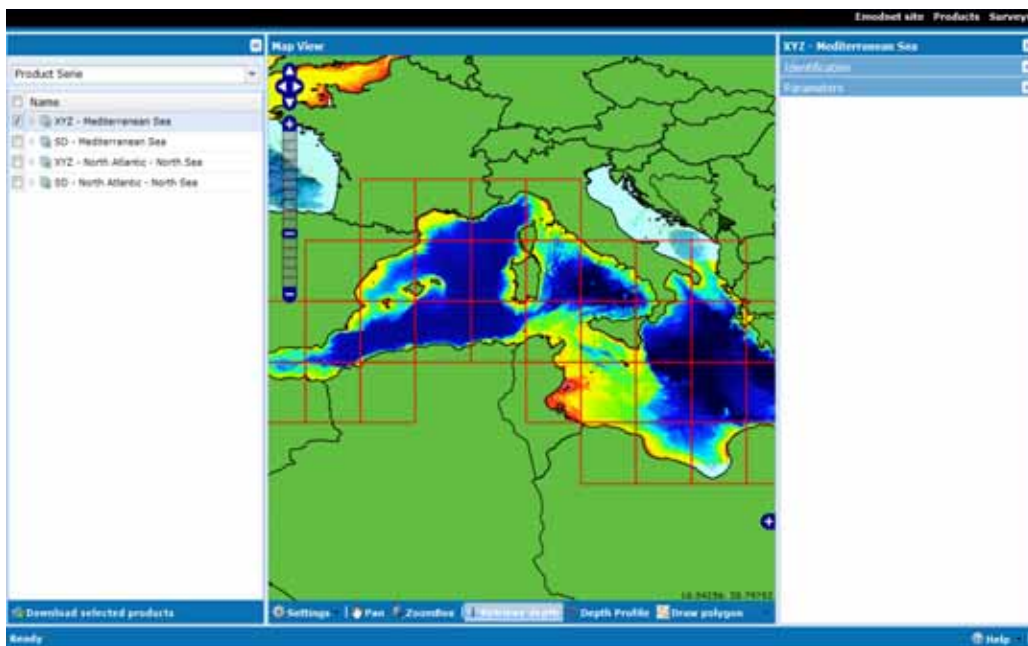 Emodnet site Products Survey
Map View
XYZ - Mediterranean Sea
Product Serie
Identification
Parameters
Name
XYZ - Mediterranean Sea
SD - Mediterranean Sea
XYZ - North Atlantic - North Sea
SD - North Atlantic - North Sea
Download selected products
Settings Pan ZoomBox Retrieve depth Depth Profile Draw polygon
Ready
Help